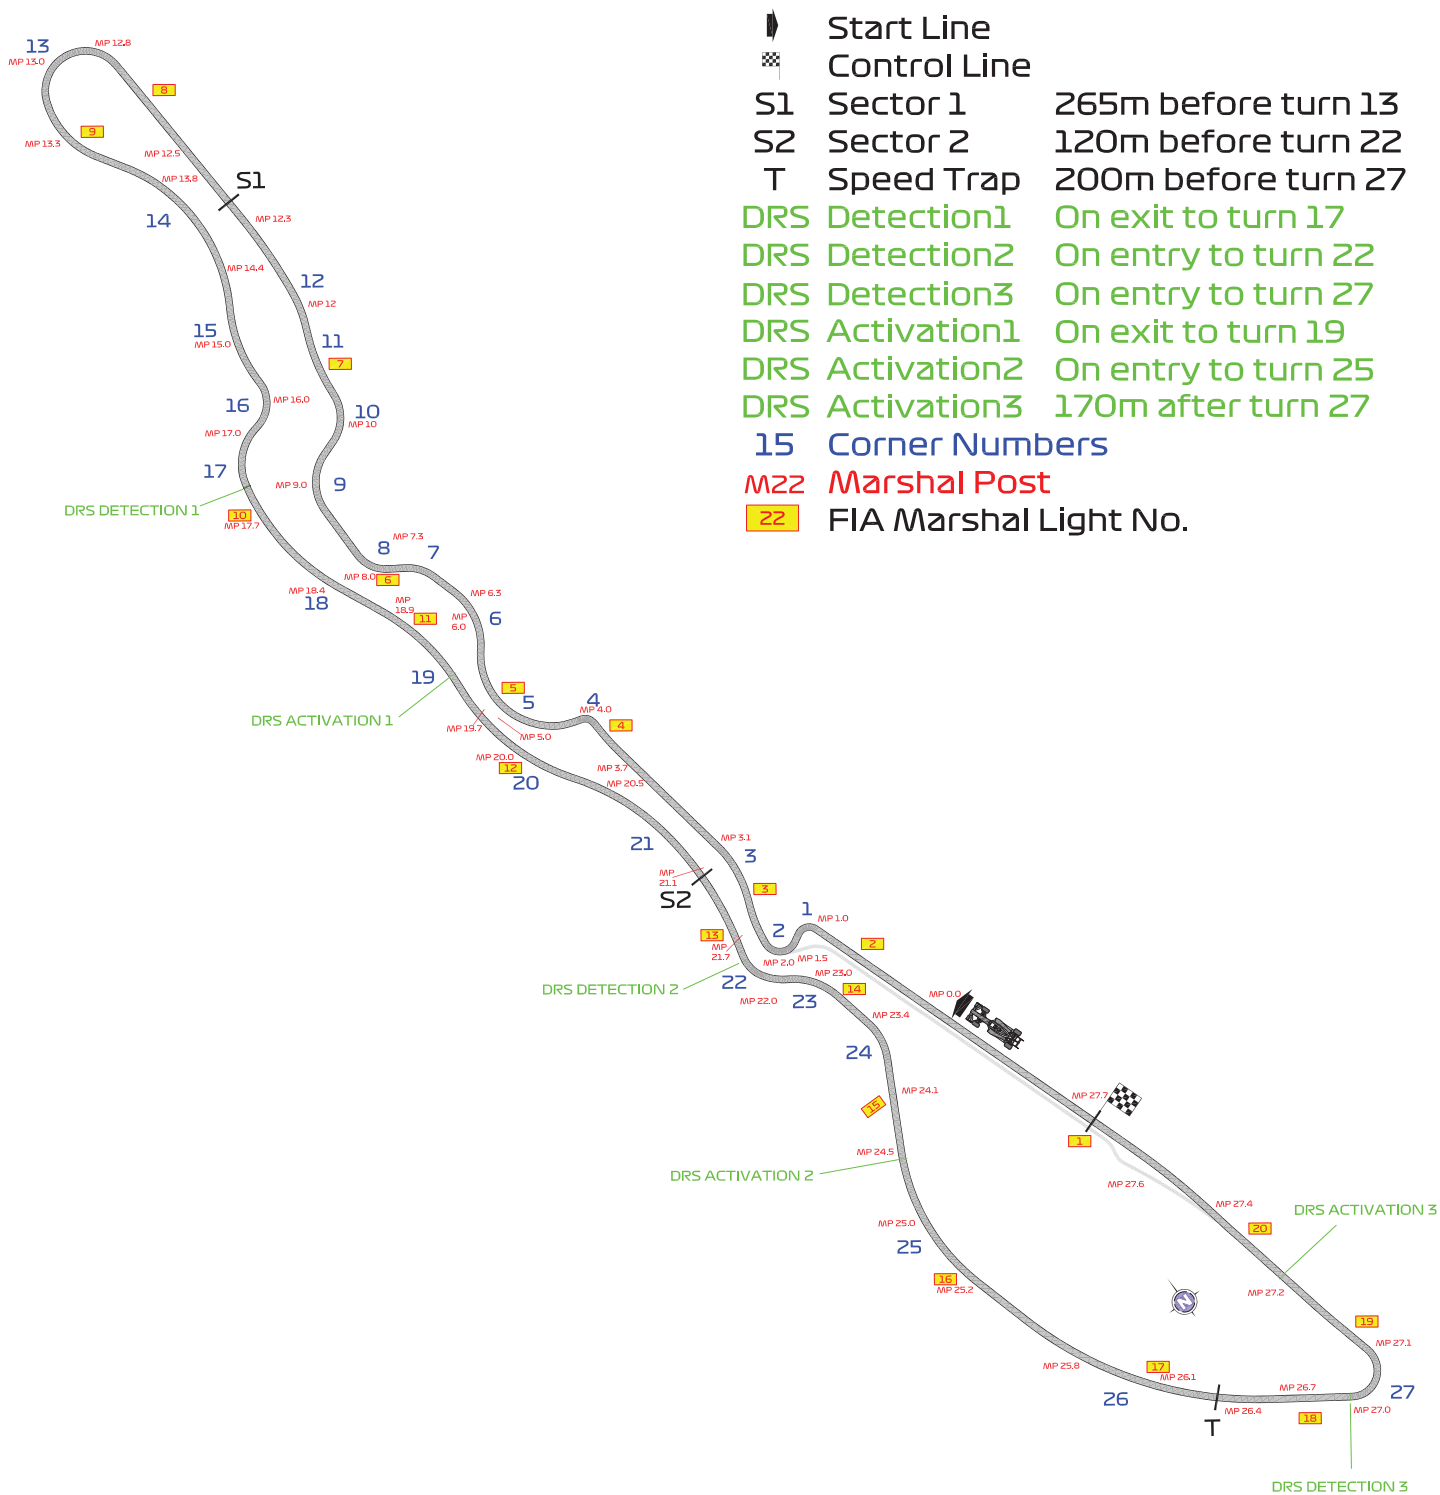 Start Line
Control Line
S1 Sector 1 265m before turn 13
S2 Sector 2 120m before turn 22
T Speed Trap 200m before turn 27
DRS Detection1 On exit to turn 17
DRS Detection2 On entry to turn 22
DRS Detection3 On entry to turn 27
DRS Activation1 On exit to turn 19
DRS Activation2 On entry to turn 25
DRS Activation3 170m after turn 27
15 Corner Numbers
M22 Marshal Post
22 FIA Marshal Light No.
13
MP 12.8
MP 13.0
8
9
MP 13.3
MP 12.5
MP 13.8
S1
14
MP 12.3
MP 14.4
12
MP 12
15
MP 15.0
11
7
16
MP 16.0
10
MP 10
MP 17.0
17
MP 9.0
9
DRS DETECTION 1
10
MP 17.7
MP 7.3
8
7
MP 8.0
6
MP 18.4
18
MP
18.9
11
MP 6.3
MP
6.0
6
19
5
5
4
MP 4.0
4
DRS ACTIVATION 1
MP 19.7
MP 5.0
MP 20.0
12
20
MP 3.7
MP 20.5
21
MP 3.1
3
MP
21.1
S2
3
1
MP 1.0
2
2
13
MP
21.7
MP 2.0
MP 1.5
MP 23.0
22
DRS DETECTION 2
MP 22.0
23
14
MP 0.0
MP 23.4
24
MP 24.1
15
MP 27.7
1
MP 24.5
DRS ACTIVATION 2
MP 27.6
MP 27.4
DRS ACTIVATION 3
MP 25.0
20
25
16
MP 25.2
MP 27.2
N
19
MP 27.1
MP 25.8
17
MP 26.1
26
MP 26.7
27
MP 26.4
18
MP 27.0
T
DRS DETECTION 3